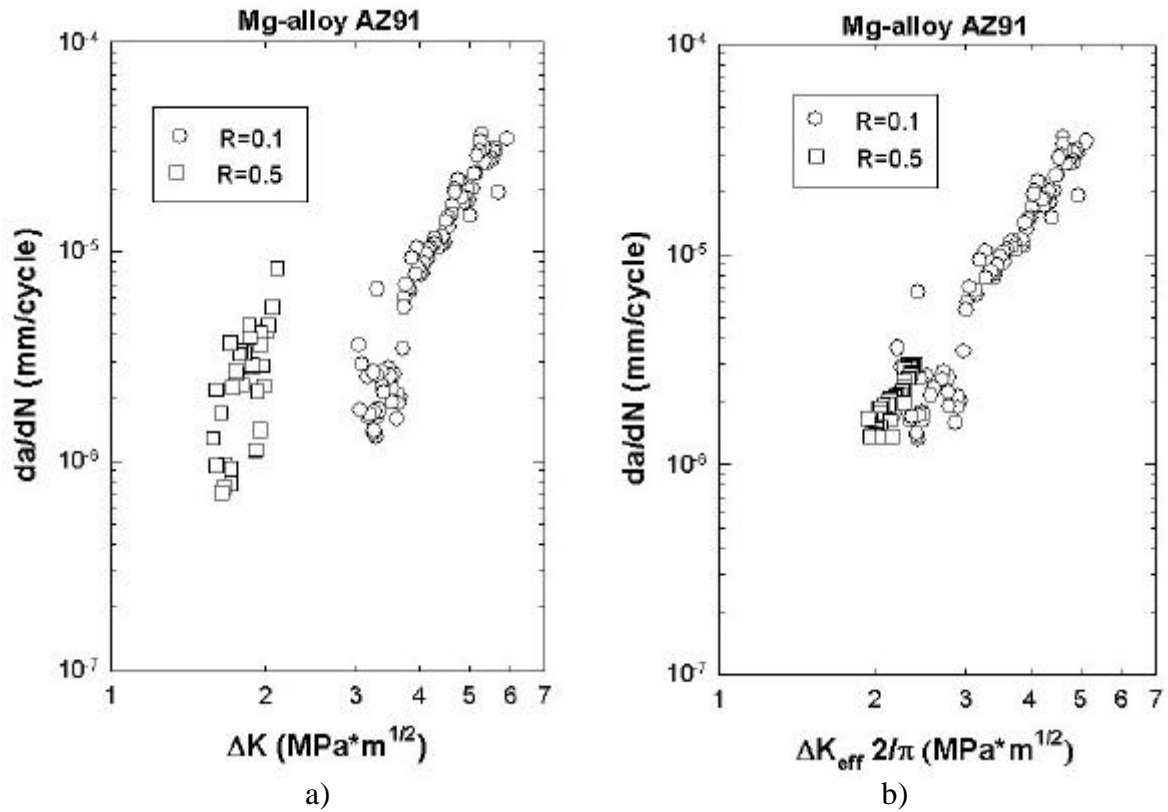 Mg-alloy AZ91
10⁻⁴
R=0.1
R=0.5
10⁻⁵
da/dN (mm/cycle)
10⁻⁶
10⁻⁷
1 2 3 4 5 6 7
ΔK (MPa*m^1/2)
a)
Mg-alloy AZ91
10⁻⁴
R=0.1
R=0.5
10⁻⁵
da/dN (mm/cycle)
10⁻⁶
10⁻⁷
1 2 3 4 5 6 7
ΔK_eff 2/π (MPa*m^1/2)
b)